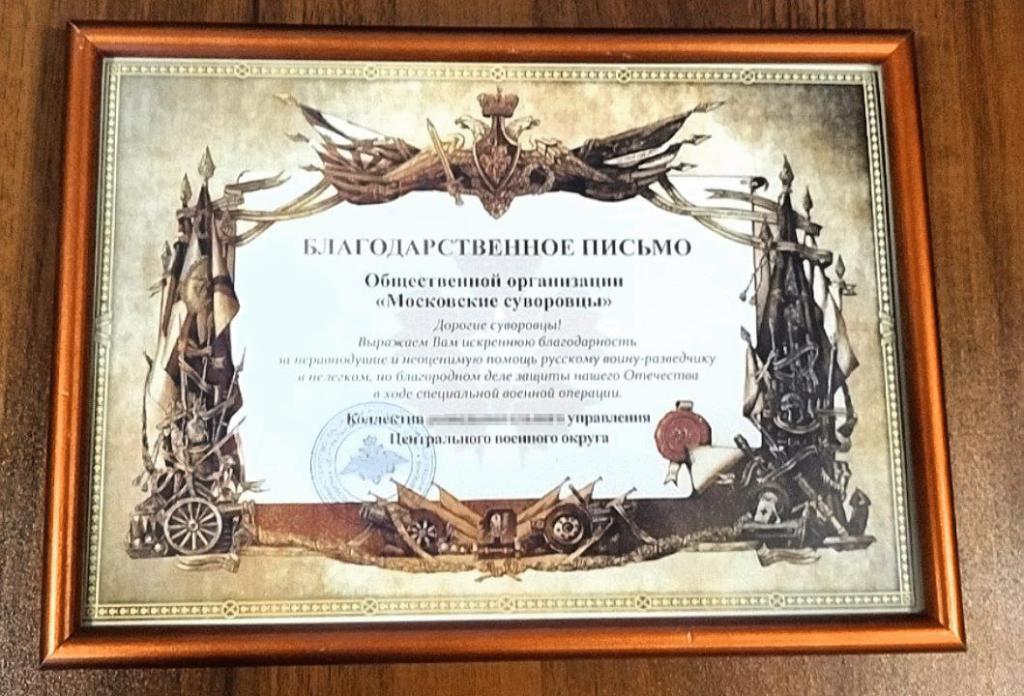 БЛАГОДАРСТВЕННОЕ ПИСЬМО
Общественной организации
«Московские суворовцы»
Дорогие суворовцы!
Выражаем Вам искреннюю благодарность
за неравнодушие и неоценимую помощь русскому воину-разведчику
в нелегком, но благородном деле защиты нашего Отечества
в ходе специальной военной операции.
Коллектив управления
Центрального военного округа